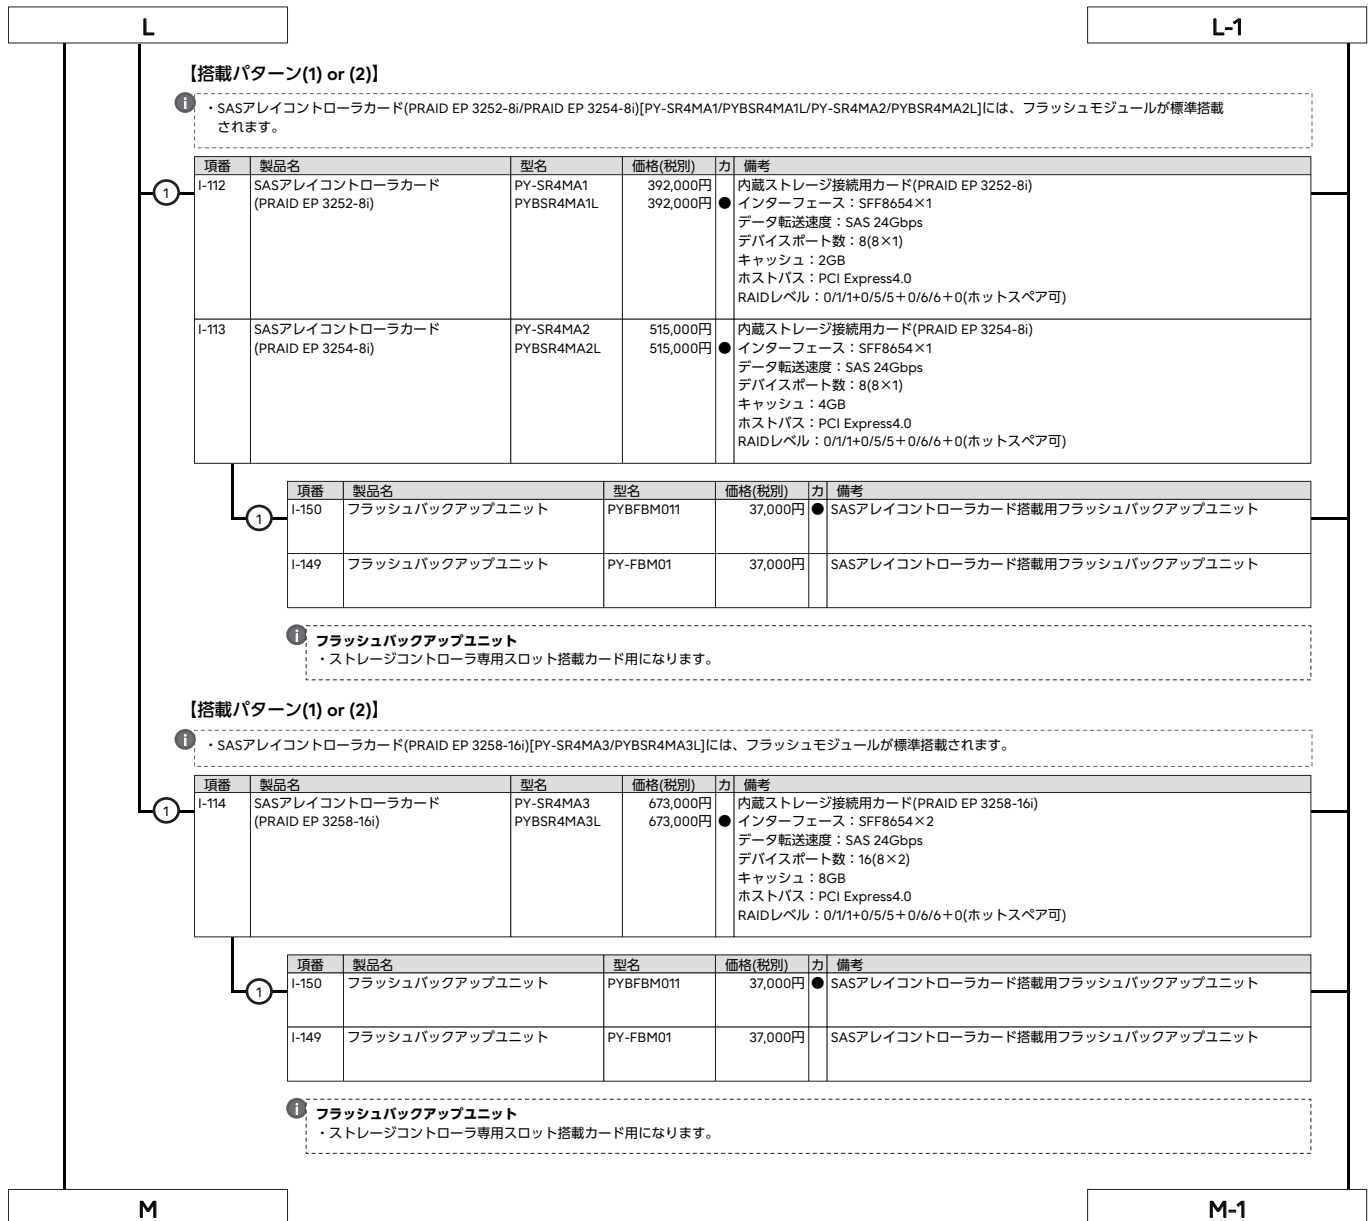 L
L-1
【搭載パターン(1) or (2)】
・SASアレイコントローラカード(PRAID EP 3252-8i/PRAID EP 3254-8i)[PY-SR4MA1/PYBSR4MA1L/PY-SR4MA2/PYBSR4MA2L]には、フラッシュモジュールが標準搭載
されます。
項番 製品名 型名 価格(税別) カ 備考
I-112 SASアレイコントローラカード PY-SR4MA1 392,000円 内蔵ストレージ接続用カード(PRAID EP 3252-8i)
1 (PRAID EP 3252-8i) PYBSR4MA1L 392,000円 ● インターフェース：SFF8654×1
データ転送速度：SAS 24Gbps
デバイスポート数：8(8×1)
キャッシュ：2GB
ホストバス：PCI Express4.0
RAIDレベル：0/1/1+0/5/5＋0/6/6＋0(ホットスペア可)
I-113 SASアレイコントローラカード PY-SR4MA2 515,000円 内蔵ストレージ接続用カード(PRAID EP 3254-8i)
(PRAID EP 3254-8i) PYBSR4MA2L 515,000円 ● インターフェース：SFF8654×1
データ転送速度：SAS 24Gbps
デバイスポート数：8(8×1)
キャッシュ：4GB
ホストバス：PCI Express4.0
RAIDレベル：0/1/1+0/5/5＋0/6/6＋0(ホットスペア可)
項番 製品名 型名 価格(税別) カ 備考
1 I-150 フラッシュバックアップユニット PYBFBM011 37,000円 ● SASアレイコントローラカード搭載用フラッシュバックアップユニット
I-149 フラッシュバックアップユニット PY-FBM01 37,000円 SASアレイコントローラカード搭載用フラッシュバックアップユニット
フラッシュバックアップユニット
・ストレージコントローラ専用スロット搭載カード用になります。
【搭載パターン(1) or (2)】
・SASアレイコントローラカード(PRAID EP 3258-16i)[PY-SR4MA3/PYBSR4MA3L]には、フラッシュモジュールが標準搭載されます。
項番 製品名 型名 価格(税別) カ 備考
1 I-114 SASアレイコントローラカード PY-SR4MA3 673,000円 内蔵ストレージ接続用カード(PRAID EP 3258-16i)
(PRAID EP 3258-16i) PYBSR4MA3L 673,000円 ● インターフェース：SFF8654×2
データ転送速度：SAS 24Gbps
デバイスポート数：16(8×2)
キャッシュ：8GB
ホストバス：PCI Express4.0
RAIDレベル：0/1/1+0/5/5＋0/6/6＋0(ホットスペア可)
項番 製品名 型名 価格(税別) カ 備考
1 I-150 フラッシュバックアップユニット PYBFBM011 37,000円 ● SASアレイコントローラカード搭載用フラッシュバックアップユニット
I-149 フラッシュバックアップユニット PY-FBM01 37,000円 SASアレイコントローラカード搭載用フラッシュバックアップユニット
フラッシュバックアップユニット
・ストレージコントローラ専用スロット搭載カード用になります。
M
M-1